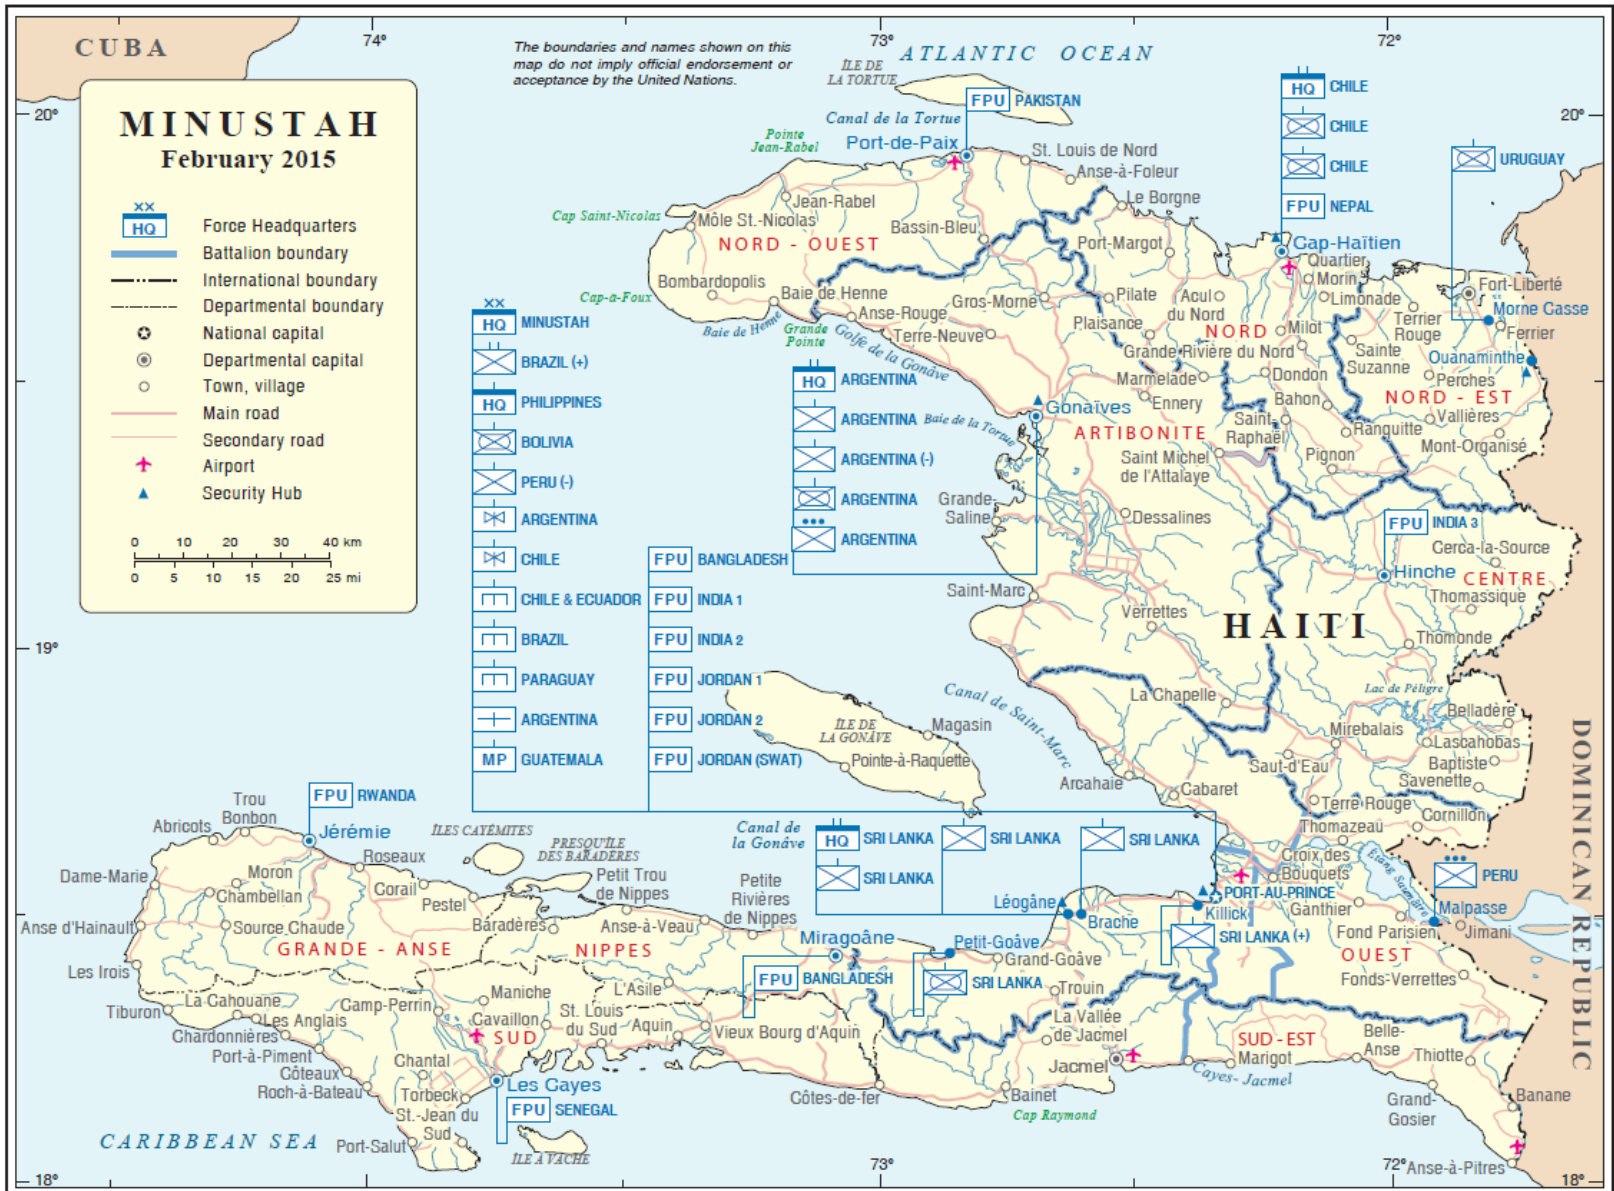 CUBA
74°
73°
72°
The boundaries and names shown on this
map do not imply official endorsement or
acceptance by the United Nations.
ATLANTIC OCEAN
ÎLE DE
LA TORTUE
20°
20°
MINUSTAH
February 2015
XX
HQ Force Headquarters
Battalion boundary
International boundary
Departmental boundary
National capital
Departmental capital
Town, village
Main road
Secondary road
Airport
Security Hub
0 10 20 30 40 km
0 5 10 15 20 25 mi
FPU PAKISTAN
Canal de la Tortue
Port-de-Paix
Pointe
Jean-Rabel
St. Louis de Nord
Anse-à-Foleur
Le Borgne
HQ CHILE
CHILE
CHILE
FPU NEPAL
URUGUAY
Cap-Haïtien
Jean-Rabel
Cap Saint-Nicolas
Môle St.-Nicolas
Bassin-Bleu
Port-Margot
NORD - OUEST
Quartier
Morin
Limonade
Fort-Liberté
Morne Casse
Ferrier
Bombardopolis
Cap-a-Foux
Baie de Henne
Baie de Henne
Grande
Pointe
Anse-Rouge
Terre-Neuve
Golfe de la Gonâve
Gros-Morne
Pilate
Acul
du Nord
Plaisance
NORD
Milot
Terrier
Rouge
Grande Rivière du Nord
Sainte
Suzanne
Ouanaminthe
Marmelade
Dondon
Perches
NORD - EST
Ennery
Bahon
Vallières
Saint-
Raphaël
Ranquitte
Mont-Organisé
XX
HQ MINUSTAH
BRAZIL (+)
HQ PHILIPPINES
BOLIVIA
PERU (-)
ARGENTINA
CHILE
CHILE & ECUADOR
BRAZIL
PARAGUAY
ARGENTINA
MP GUATEMALA
FPU BANGLADESH
FPU INDIA 1
FPU INDIA 2
FPU JORDAN 1
FPU JORDAN 2
FPU JORDAN (SWAT)
HQ ARGENTINA
ARGENTINA
ARGENTINA (-)
ARGENTINA
ARGENTINA
Baie de la Tortue
Gonaïves
ARTIBONITE
Saint Michel
de l'Attalaye
Pignon
Grande-
Saline
Dessalines
FPU INDIA 3
Cerca-la-Source
Hinche
CENTRE
Thomassique
Saint-Marc
Verrettes
HAITI
Thomonde
19°
19°
Canal de Saint-Marc
La Chapelle
Lac de Péligre
Belladère
Mirebalais
Lascahobas
Baptiste
Savenette
Saut-d'Eau
ÎLE DE
LA GONÂVE
Magasin
Pointe-à-Raquette
Arcahaie
Cabaret
Terre Rouge
Cornillon
Thomazeau
DOMINICAN REPUBLIC
FPU RWANDA
Trou
Bonbon
Abricots
Jérémie
ÎLES CAYÉMITES
PRESQU'ÎLE
DES BARADÈRES
Canal de
la Gonâve
HQ SRI LANKA
SRI LANKA
SRI LANKA
SRI LANKA
Croix des
Bouquets
Etang Saumâtre
PERU
Dame-Marie
Roseaux
Moron
Chambellan
Corail
Pestel
Petit Trou
de Nippes
Petite
Rivières
de Nippes
Léogâne
Brache
PORT-AU-PRINCE
Killick
Ganthier
Malpasse
Anse d'Hainault
Source Chaude
Baradères
Anse-à-Veau
SRI LANKA (+)
Fond Parisien
Jimani
GRANDE - ANSE
NIPPES
Miragoâne
Petit-Goâve
OUEST
Les Irois
FPU BANGLADESH
Grand-Goâve
SRI LANKA
Fonds-Verrettes
Tiburon
La Cahouane
Camp-Perrin
Maniche
L'Asile
Trouin
Les Anglais
Cavaillon
St. Louis
du Sud
Aquin
Vieux Bourg d'Aquin
La Vallée
de Jacmel
Chardonnières
SUD
SUD-EST
Belle-
Anse
Port-à-Piment
Chantal
Jacmel
Marigot
Thiotte
Côteaux
Les Cayes
Cayes-Jacmel
Roch-à-Bateau
Torbeck
FPU SENEGAL
Côtes-de-fer
Bainet
Grand-
Gosier
Banane
St.-Jean du
Sud
Cap Raymond
CARIBBEAN SEA
Port-Salut
ÎLE À VACHE
73°
72°
Anse-à-Pitres
18°
18°